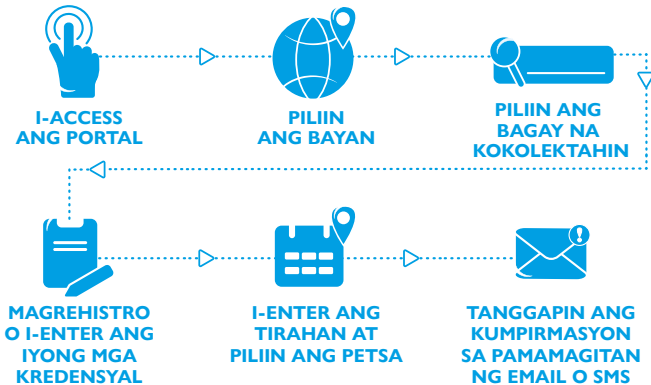 I-ACCESS
ANG PORTAL
PILIIN
ANG BAYAN
PILIIN ANG
BAGAY NA
KOKOLEKTAHIN
MAGREHISTRO
O I-ENTER ANG
IYONG MGA
KREDENSYAL
I-ENTER ANG
TIRAHAN AT
PILIIN ANG PETSA
TANGGAPIN ANG
KUMPIRMASYON
SA PAMAMAGITAN
NG EMAIL O SMS